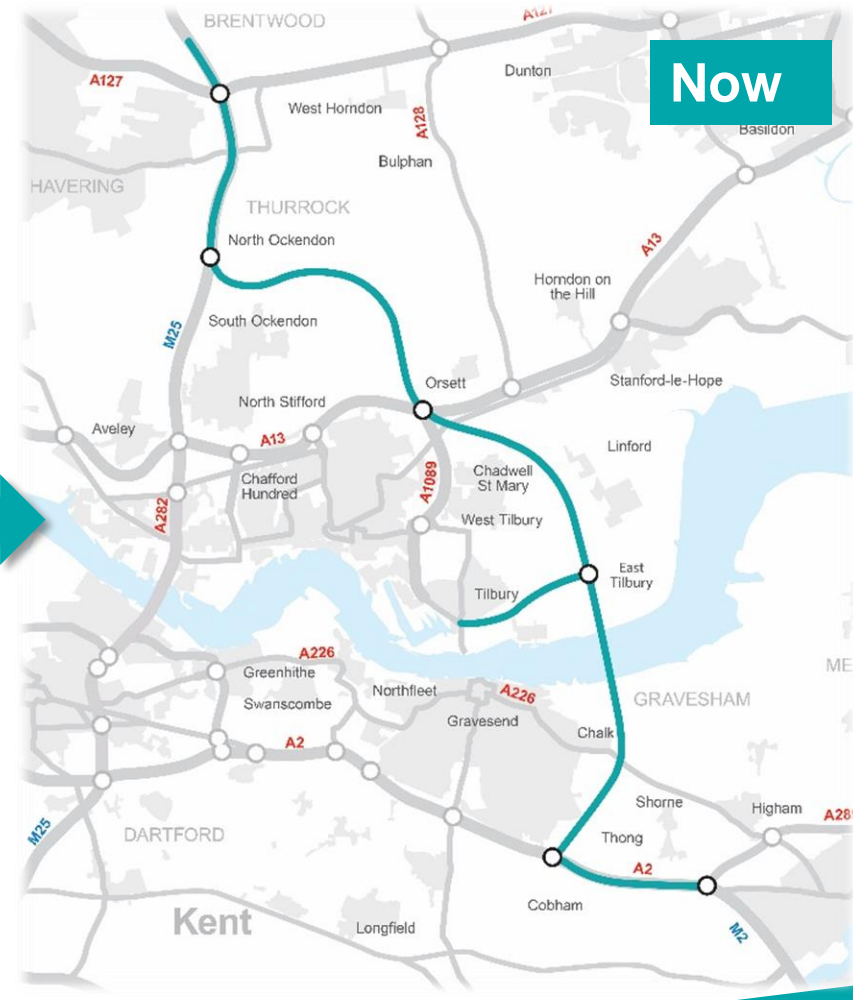 BRENTWOOD
A127
Now
Dunton
A127
West Horndon
A128
Basildon
Bulphan
HAVERING
THURROCK
North Ockendon
A13
Horndon on
the Hill
M25
South Ockendon
Orsett
Stanford-le-Hope
North Stifford
Aveley
A13
Linford
Chadwell
St Mary
A1089
Chafford
Hundred
A282
West Tilbury
East
Tilbury
Tilbury
A226
Greenhithe
ME
Northfleet
A226
GRAVESHAM
Swanscombe
Gravesend
Chalk
A2
Shorne
Higham
A28
M25
DARTFORD
Thong
A2
Cobham
Kent
Longfield
M2